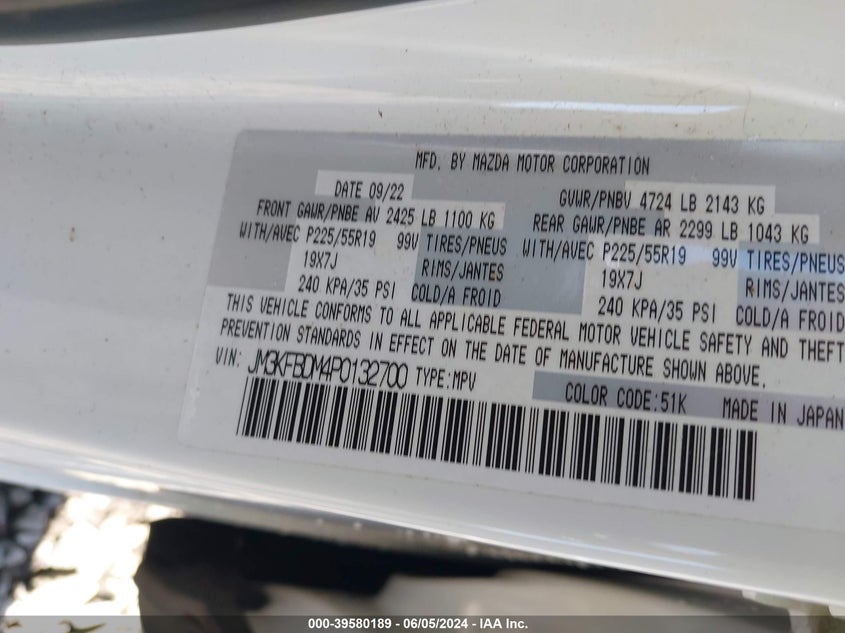 MFD. BY MAZDA MOTOR CORPORATION
DATE 09/22 GVWR/PNBV 4724 LB 2143 KG
FRONT GAWR/PNBE AV 2425 LB 1100 KG REAR GAWR/PNBE AR 2299 LB 1043 KG
WITH/AVEC P225/55R19 99V TIRES/PNEUS WITH/AVEC P225/55R19 99V TIRES/PNEUS
19X7J RIMS/JANTES 19X7J RIMS/JANTES
240 KPA/35 PSI COLD/A FROID 240 KPA/35 PSI COLD/A FROID
THIS VEHICLE CONFORMS TO ALL APPLICABLE FEDERAL MOTOR VEHICLE SAFETY AND THEFT
PREVENTION STANDARDS IN EFFECT ON THE DATE OF MANUFACTURE SHOWN ABOVE.
VIN: JM3KFBDM4P0132700 TYPE:MPV
COLOR CODE:51K MADE IN JAPAN
000-39580189 - 06/05/2024 - IAA Inc.